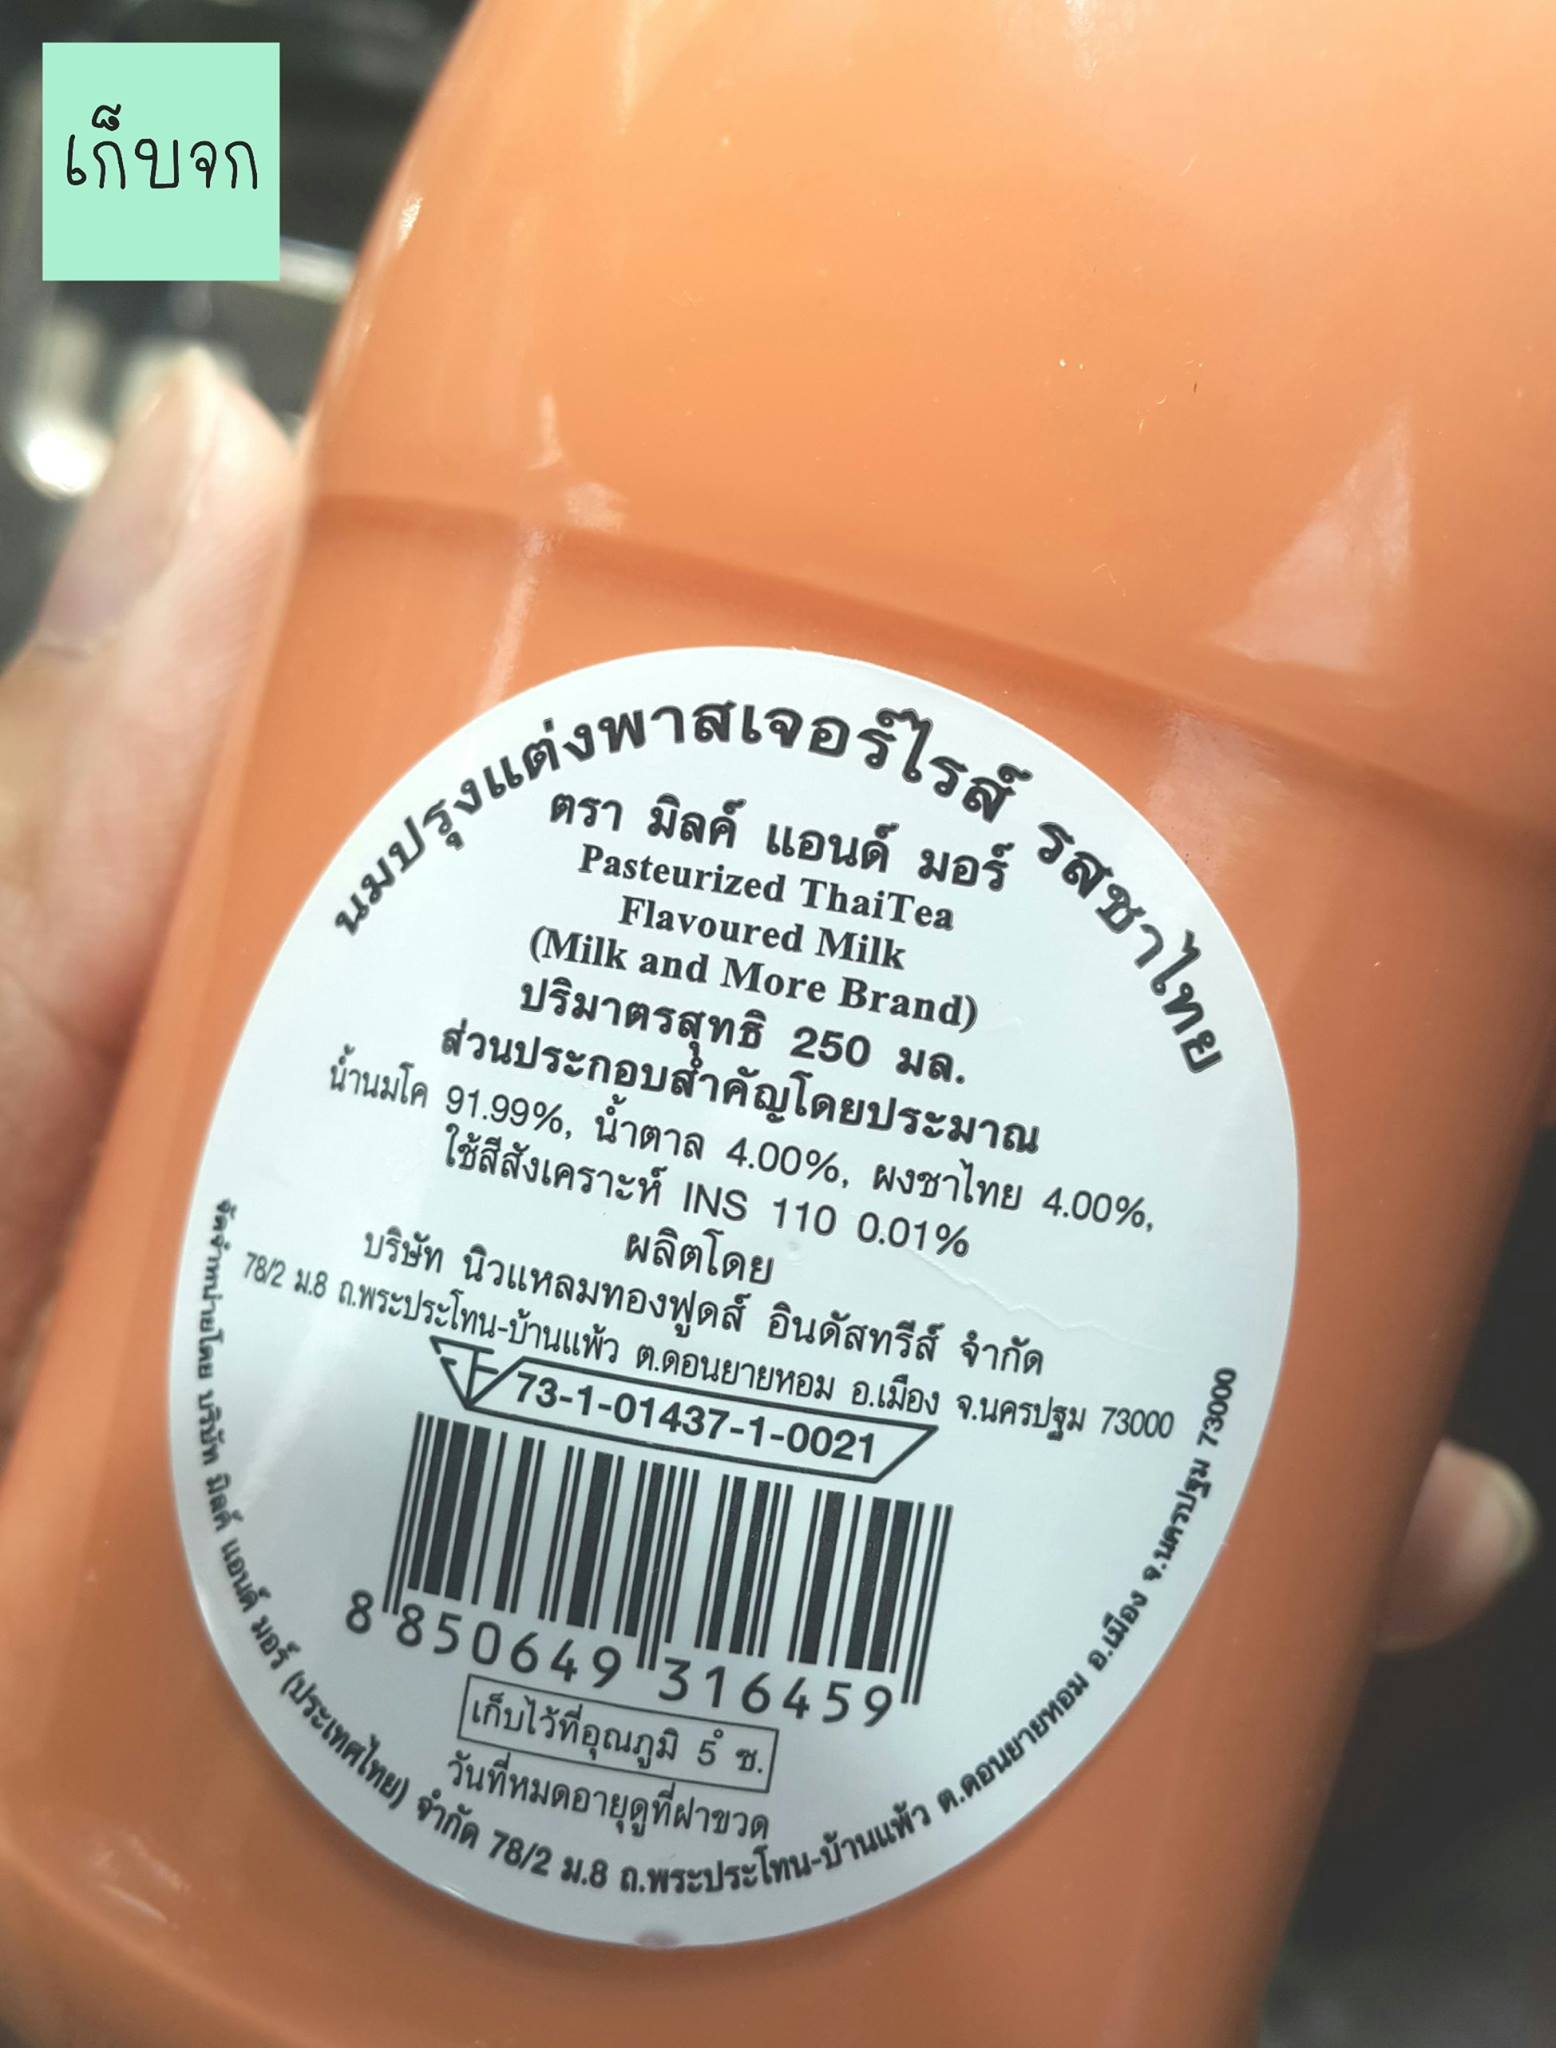 เก็บจก
นมปรุงแต่งพาสเจอร์ไรส์ รสชาไทย
ตรา มิลค์ แอนด์ มอร์
Pasteurized ThaiTea
Flavoured Milk
(Milk and More Brand)
ปริมาตรสุทธิ 250 มล.
ส่วนประกอบสำคัญโดยประมาณ
น้ำนมโค 91.99%, น้ำตาล 4.00%, ผงชาไทย 4.00%,
ใช้สีสังเคราะห์ INS 110 0.01%
ผลิตโดย
บริษัท นิวแหลมทองฟูดส์ อินดัสทรีส์ จำกัด
78/2 ม.8 ถ.พระประโทน-บ้านแพ้ว ต.ดอนยายหอม อ.เมือง จ.นครปฐม 73000
73-1-01437-1-0021
8 850649 316459
เก็บไว้ที่อุณภูมิ 5 ํ ซ.
วันที่หมดอายุดูที่ฝาขวด
จัดจำหน่ายโดย บริษัท มิลค์ แอนด์ มอร์ (ประเทศไทย) จำกัด 78/2 ม.8 ถ.พระประโทน-บ้านแพ้ว ต.ดอนยายหอม อ.เมือง จ.นครปฐม 73000